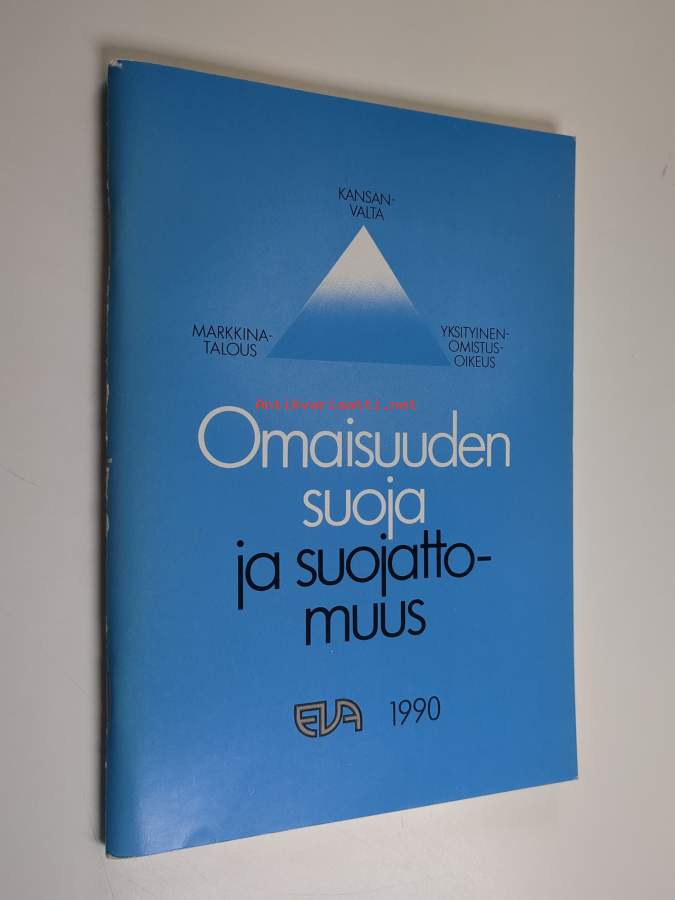 KANSAN-
VALTA
MARKKINA-
TALOUS
YKSITYINEN-
OMISTUS-
OIKEUS
Antikvariaatti.net
Omaisuuden
suoja
ja suojatto-
muus
EVA 1990